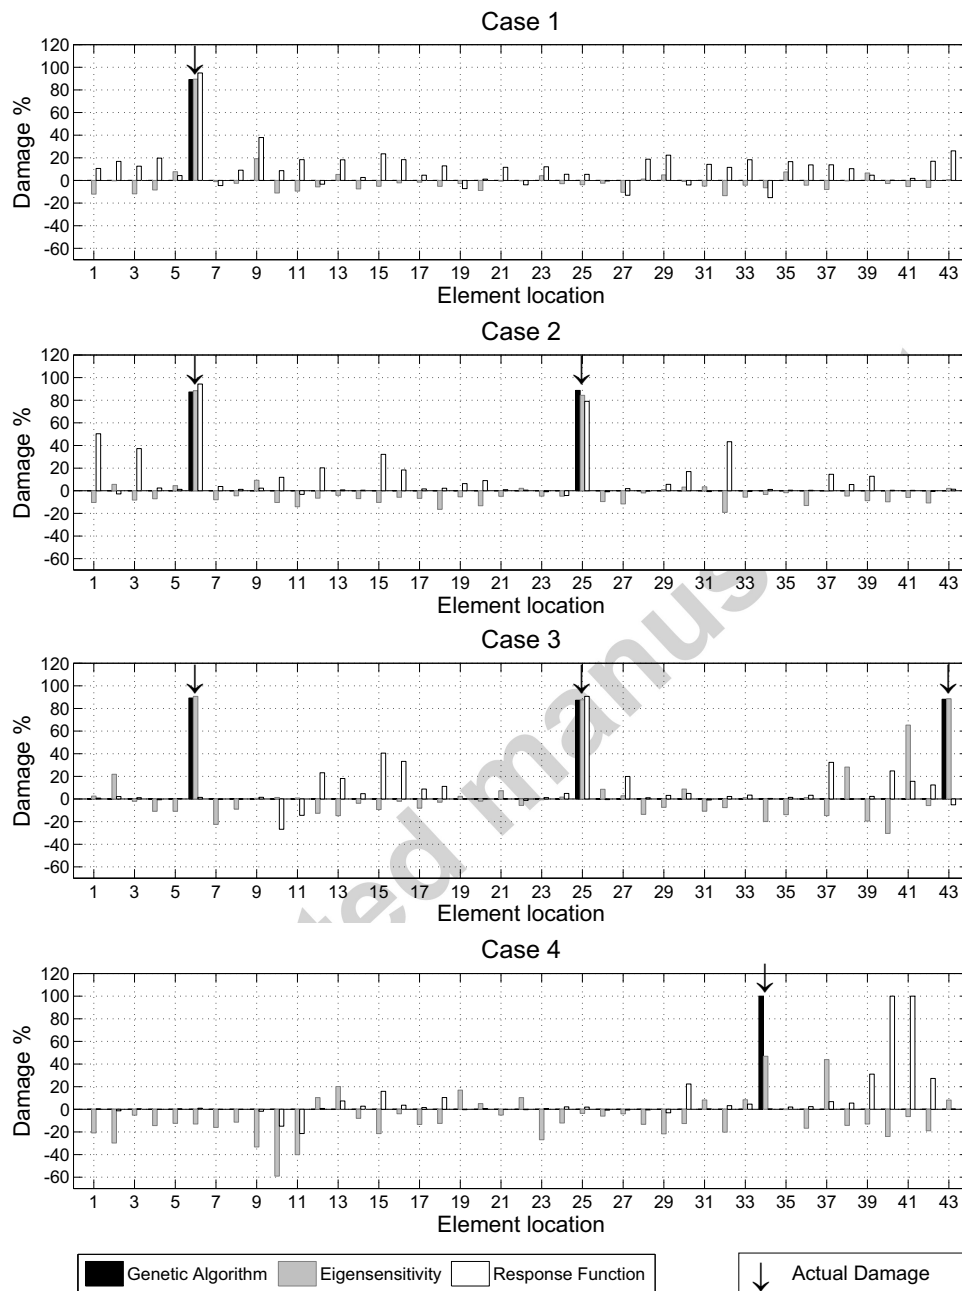 Case 1
Damage %
120
100
80
60
40
20
0
-20
-40
-60
1 3 5 7 9 11 13 15 17 19 21 23 25 27 29 31 33 35 37 39 41 43
Element location
Case 2
Damage %
120
100
80
60
40
20
0
-20
-40
-60
1 3 5 7 9 11 13 15 17 19 21 23 25 27 29 31 33 35 37 39 41 43
Element location
Case 3
Damage %
120
100
80
60
40
20
0
-20
-40
-60
1 3 5 7 9 11 13 15 17 19 21 23 25 27 29 31 33 35 37 39 41 43
Element location
Case 4
Damage %
120
100
80
60
40
20
0
-20
-40
-60
1 3 5 7 9 11 13 15 17 19 21 23 25 27 29 31 33 35 37 39 41 43
Element location
Genetic Algorithm Eigensensitivity Response Function
Actual Damage
ted manus